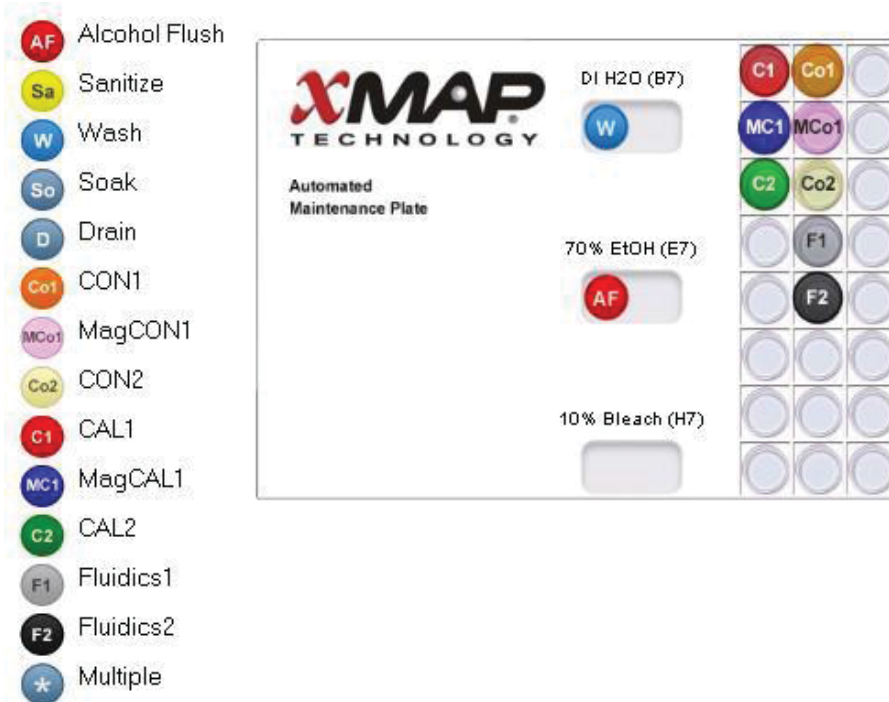 AF Alcohol Flush
Sa Sanitize
W Wash
So Soak
D Drain
Co1 CON1
MCo1 MagCON1
Co2 CON2
C1 CAL1
MC1 MagCAL1
C2 CAL2
F1 Fluidics1
F2 Fluidics2
* Multiple
xMAP
TECHNOLOGY
Automated
Maintenance Plate
DI H2O (B7)
W
70% EtOH (E7)
AF
10% Bleach (H7)
C1 Co1
MC1 MCo1
C2 Co2
F1
F2